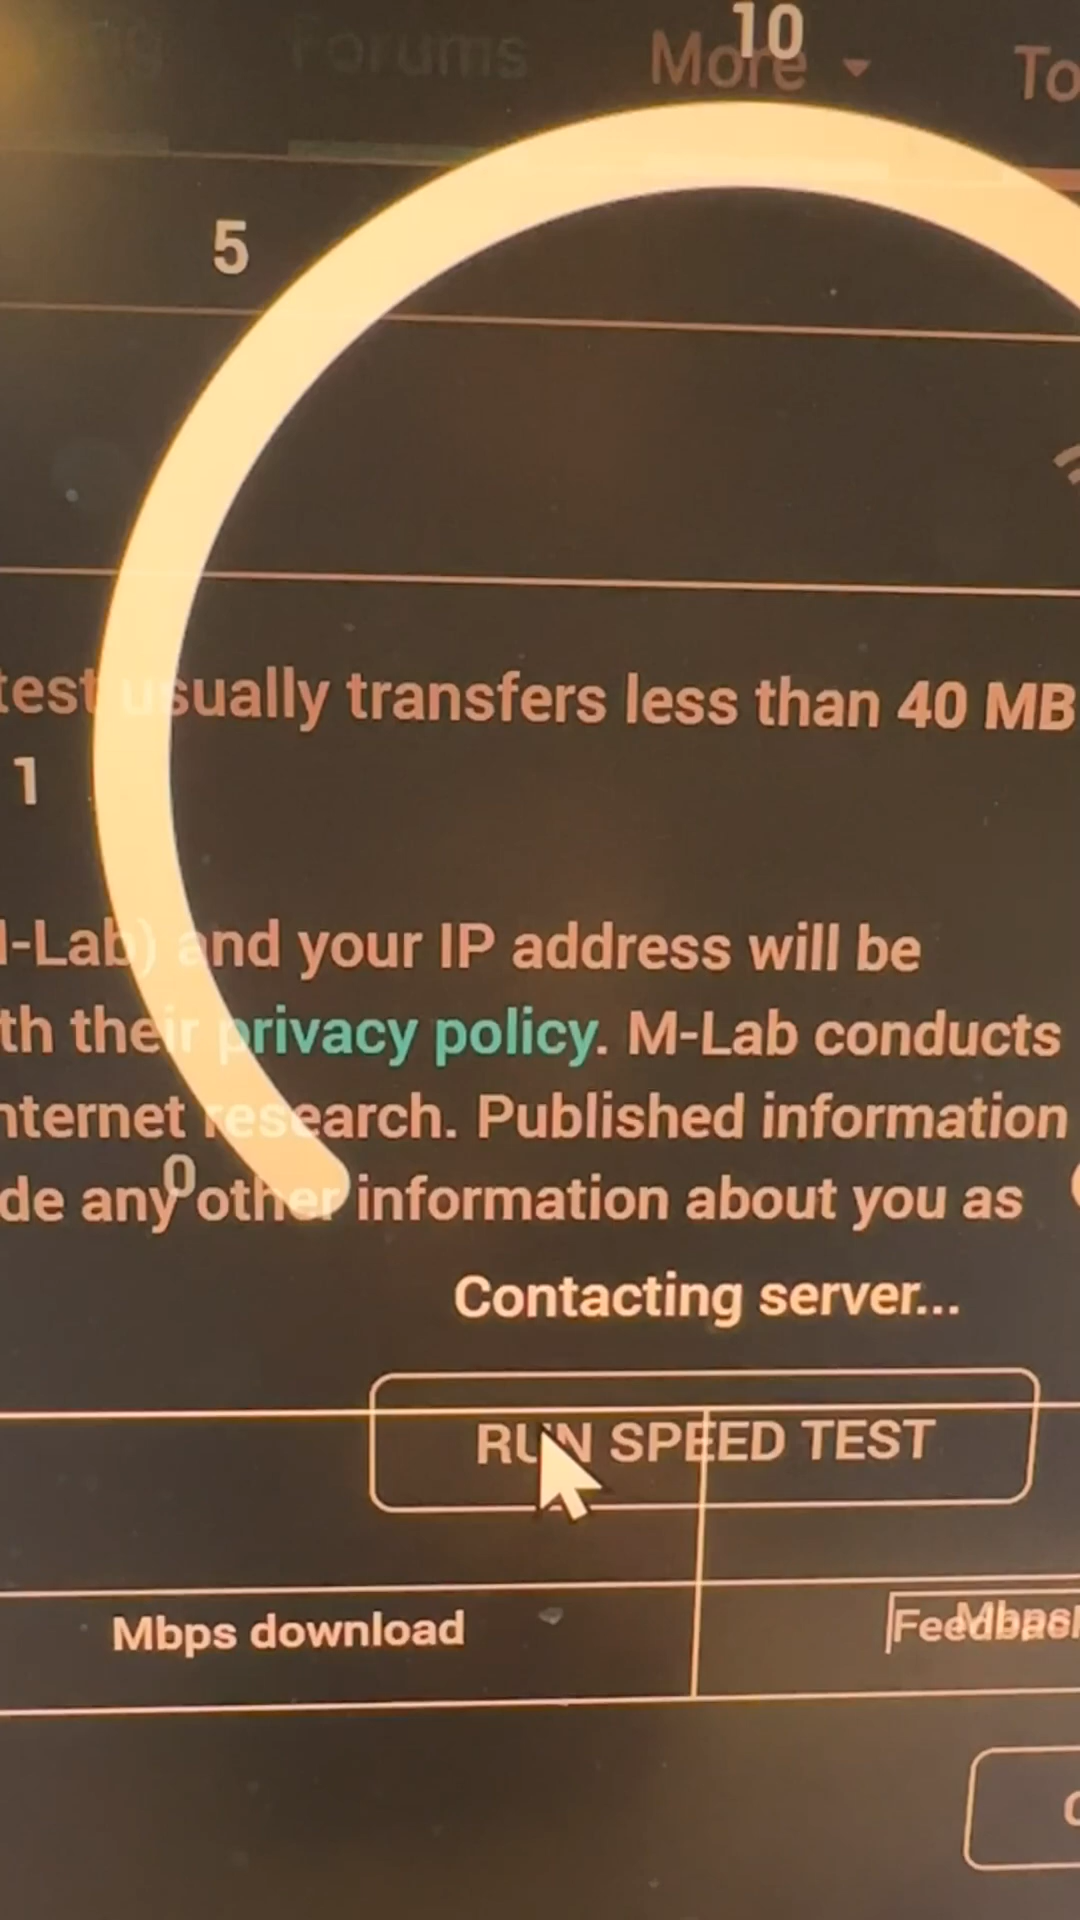 Forums
More
To
10
5
test usually transfers less than 40 MB
1
-Lab) and your IP address will be
th their privacy policy. M-Lab conducts
nternet research. Published information
0
de any other information about you as
Contacting server...
RUN SPEED TEST
Mbps download
Mbps